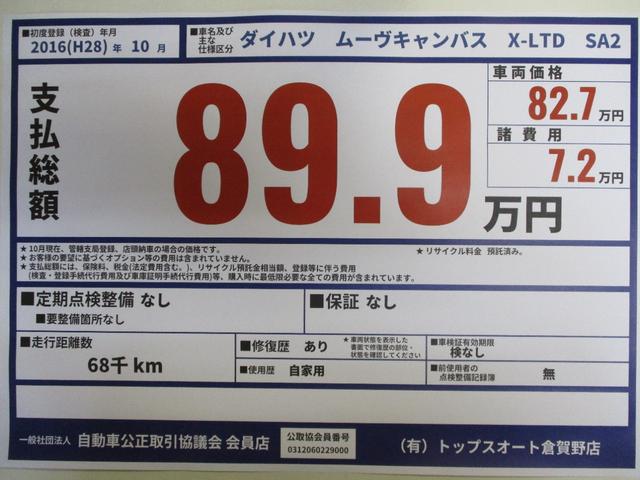 ■初度登録（検査）年月
2016(H28) 年 10 月
■車名及び主な仕様区分
ダイハツ ムーヴキャンバス X-LTD SA2
支払総額
89.9万円
車両価格
82.7万円
諸費用
7.2万円
★10月現在、管轄支局登録、店頭納車の場合の価格です。
★お客様の要望に基づくオプション等の費用は含まれていません。
★支払総額には、保険料、税金(法定費用含む。)、リサイクル預託金相当額、登録等に伴う費用
(検査・登録手続代行費用及び車庫証明手続代行費用)等、購入時に最低限必要な全ての費用が含まれています。
★リサイクル料金 預託済み。
■定期点検整備 なし
■要整備箇所なし
■保証 なし
■走行距離数
68千 km
■修復歴 あり
★車両状態を表示した
書面で修復歴の部位・
状態を確認してください
■車検証有効期限
検なし
■使用歴 自家用
■前使用者の
点検整備記録簿 無
一般社団法人 自動車公正取引協議会 会員店
公取協会員番号
0312060229000
（有）トップスオート倉賀野店